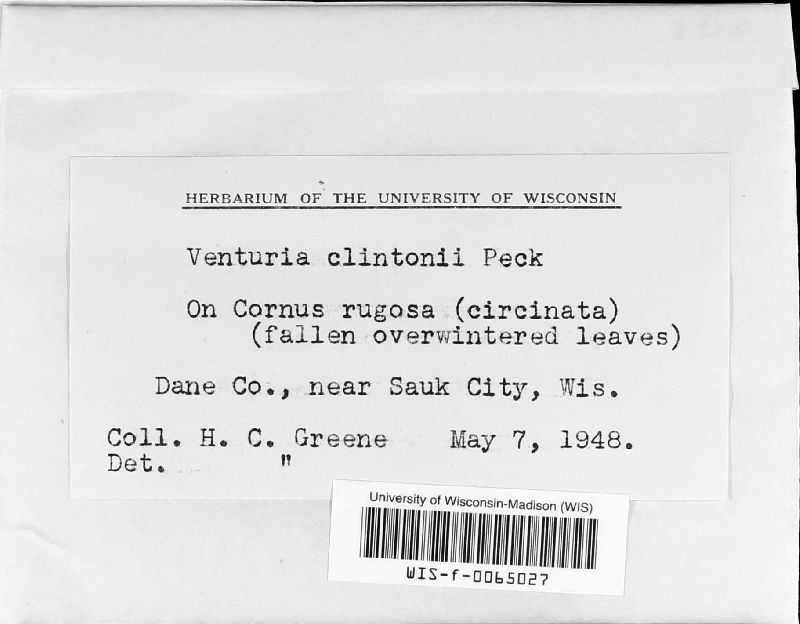 HERBARIUM OF THE UNIVERSITY OF WISCONSIN
Venturia clintonii Peck
On Cornus rugosa (circinata)
(fallen overwintered leaves)
Dane Co., near Sauk City, Wis.
Coll. H. C. Greene May 7, 1948.
Det. "
University of Wisconsin-Madison (WIS)
WIS-f-0065027